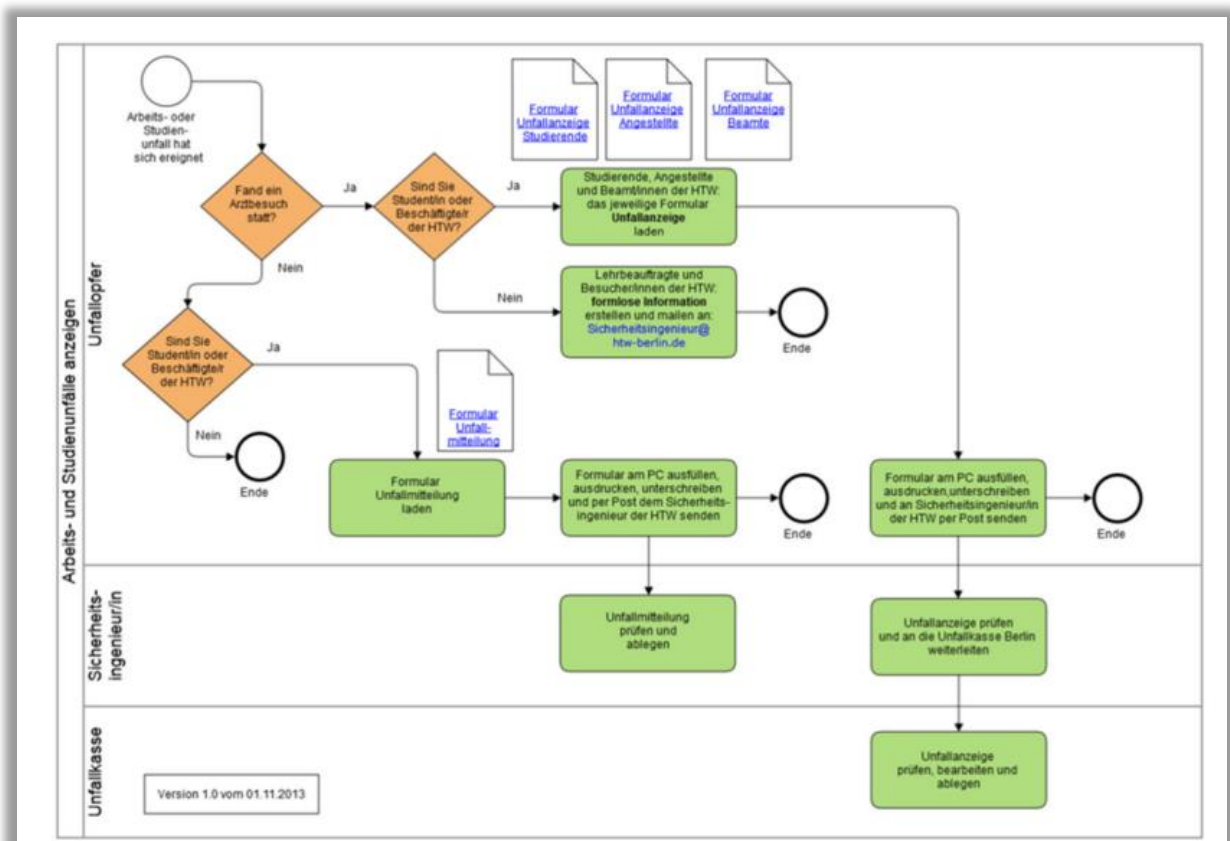 Arbeits- und Studienunfälle anzeigen
Unfallopfer
Arbeits- oder
Studien-
unfall hat
sich ereignet
Fand ein
Arztbesuch
statt?
Ja
Sind Sie
Student/in oder
Beschäftigte/r
der HTW?
Ja
Formular
Unfallanzeige
Studierende
Formular
Unfallanzeige
Angestellte
Formular
Unfallanzeige
Beamte
Studierende, Angestellte
und Beamt/innen der HTW:
das jeweilige Formular
Unfallanzeige
laden
Nein
Nein
Lehrbeauftragte und
Besucher/innen der HTW:
formlose Information
erstellen und mailen an:
Sicherheitsingenieur@
htw-berlin.de
Ende
Sind Sie
Student/in oder
Beschäftigte/r
der HTW?
Ja
Nein
Ende
Formular
Unfall-
mitteilung
Formular
Unfallmitteilung
laden
Formular am PC ausfüllen,
ausdrucken, unterschreiben
und per Post dem Sicherheits-
ingenieur der HTW senden
Ende
Formular am PC ausfüllen,
ausdrucken,unterschreiben
und an Sicherheitsingenieur/in
der HTW per Post senden
Ende
Sicherheits-
ingenieur/in
Unfallmitteilung
prüfen und
ablegen
Unfallanzeige prüfen
und an die Unfallkasse Berlin
weiterleiten
Unfallkasse
Version 1.0 vom 01.11.2013
Unfallanzeige
prüfen, bearbeiten und
ablegen